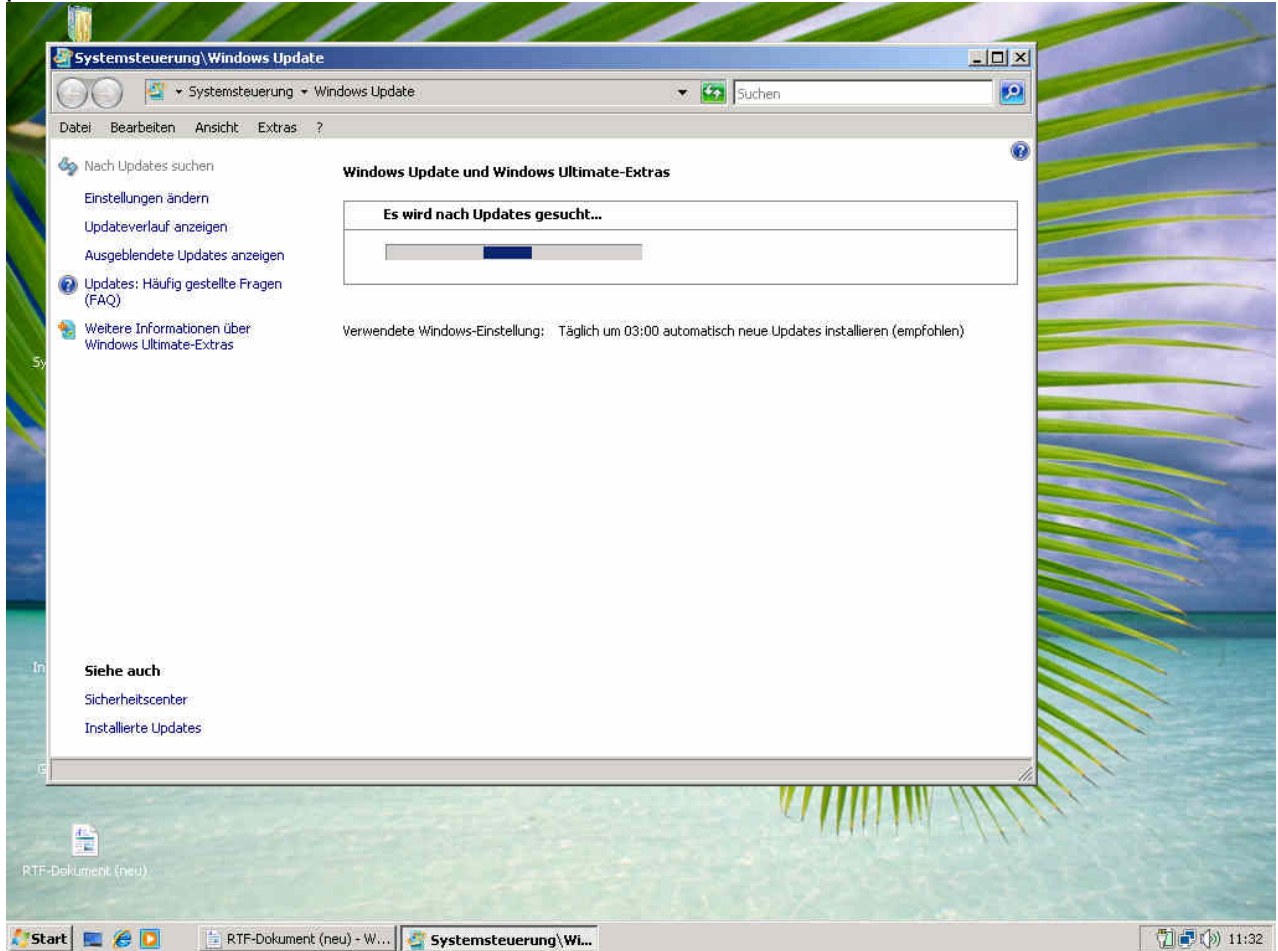 Systemsteuerung\Windows Update
Systemsteuerung Windows Update
Suchen
Datei Bearbeiten Ansicht Extras ?
Nach Updates suchen
Einstellungen ändern
Updateverlauf anzeigen
Ausgeblendete Updates anzeigen
Updates: Häufig gestellte Fragen
(FAQ)
Weitere Informationen über
Windows Ultimate-Extras
Windows Update und Windows Ultimate-Extras
Es wird nach Updates gesucht...
Verwendete Windows-Einstellung: Täglich um 03:00 automatisch neue Updates installieren (empfohlen)
Sy
In
Siehe auch
Sicherheitscenter
Installierte Updates
RTF-Dokument (neu)
Start
RTF-Dokument (neu) - W...
Systemsteuerung\Wi...
11:32